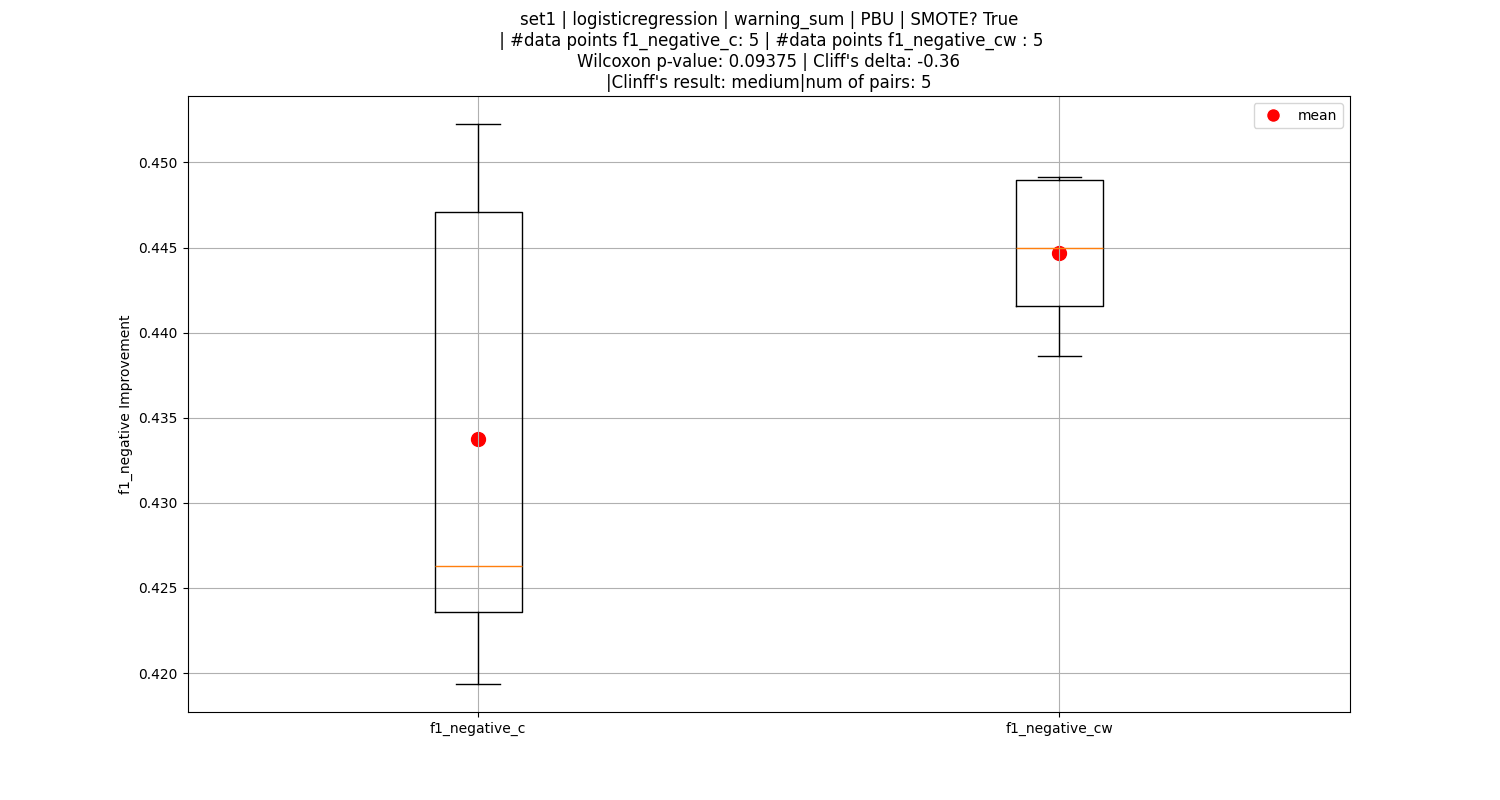 set1 | logisticregression | warning_sum | PBU | SMOTE? True
| #data points f1_negative_c: 5 | #data points f1_negative_cw : 5
Wilcoxon p-value: 0.09375 | Cliff's delta: -0.36
|Clinff's result: medium|num of pairs: 5
mean
0.450
0.445
0.440
0.435
0.430
0.425
0.420
f1_negative Improvement
f1_negative_c
f1_negative_cw